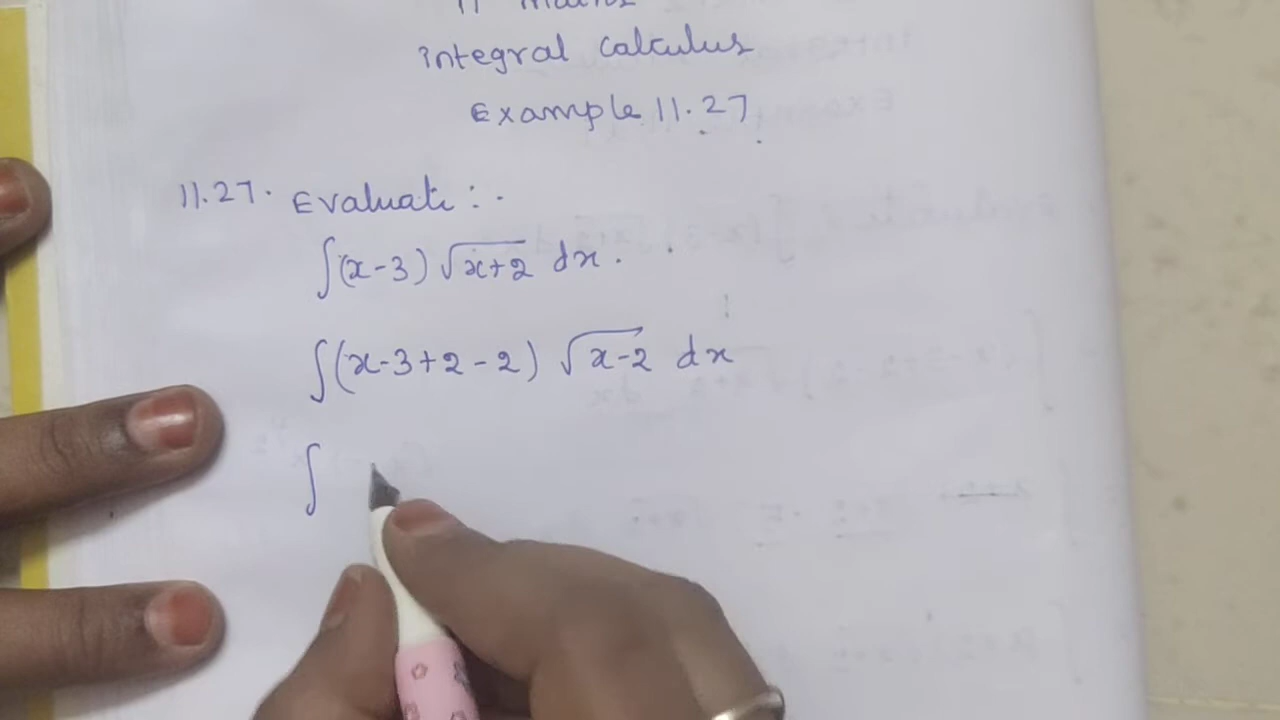 integral calculus
Example 11.27
11.27. Evaluate :.
∫(x-3) √x+2 dx.
∫(x-3+2-2) √x-2 dx
∫